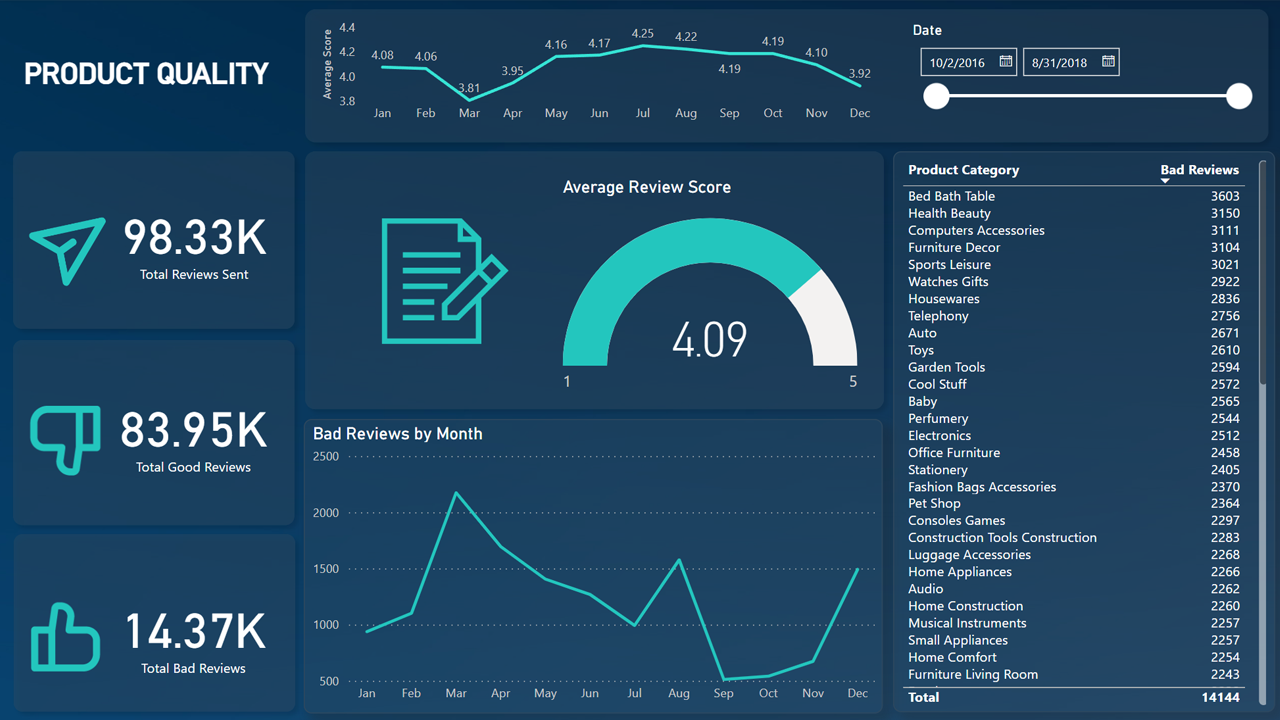 PRODUCT QUALITY
Average Score
4.4
4.2
4.0
3.8
4.08
4.06
3.81
3.95
4.16
4.17
4.25
4.22
4.19
4.19
4.10
3.92
Jan Feb Mar Apr May Jun Jul Aug Sep Oct Nov Dec
Date
10/2/2016 8/31/2018
98.33K
Total Reviews Sent
83.95K
Total Good Reviews
14.37K
Total Bad Reviews
Average Review Score
4.09
1 5
Bad Reviews by Month
2500
2000
1500
1000
500
Jan Feb Mar Apr May Jun Jul Aug Sep Oct Nov Dec
Product Category Bad Reviews
Bed Bath Table 3603
Health Beauty 3150
Computers Accessories 3111
Furniture Decor 3104
Sports Leisure 3021
Watches Gifts 2922
Housewares 2836
Telephony 2756
Auto 2671
Toys 2610
Garden Tools 2594
Cool Stuff 2572
Baby 2565
Perfumery 2544
Electronics 2512
Office Furniture 2458
Stationery 2405
Fashion Bags Accessories 2370
Pet Shop 2364
Consoles Games 2297
Construction Tools Construction 2283
Luggage Accessories 2268
Home Appliances 2266
Audio 2262
Home Construction 2260
Musical Instruments 2257
Small Appliances 2257
Home Comfort 2254
Furniture Living Room 2243
Total 14144